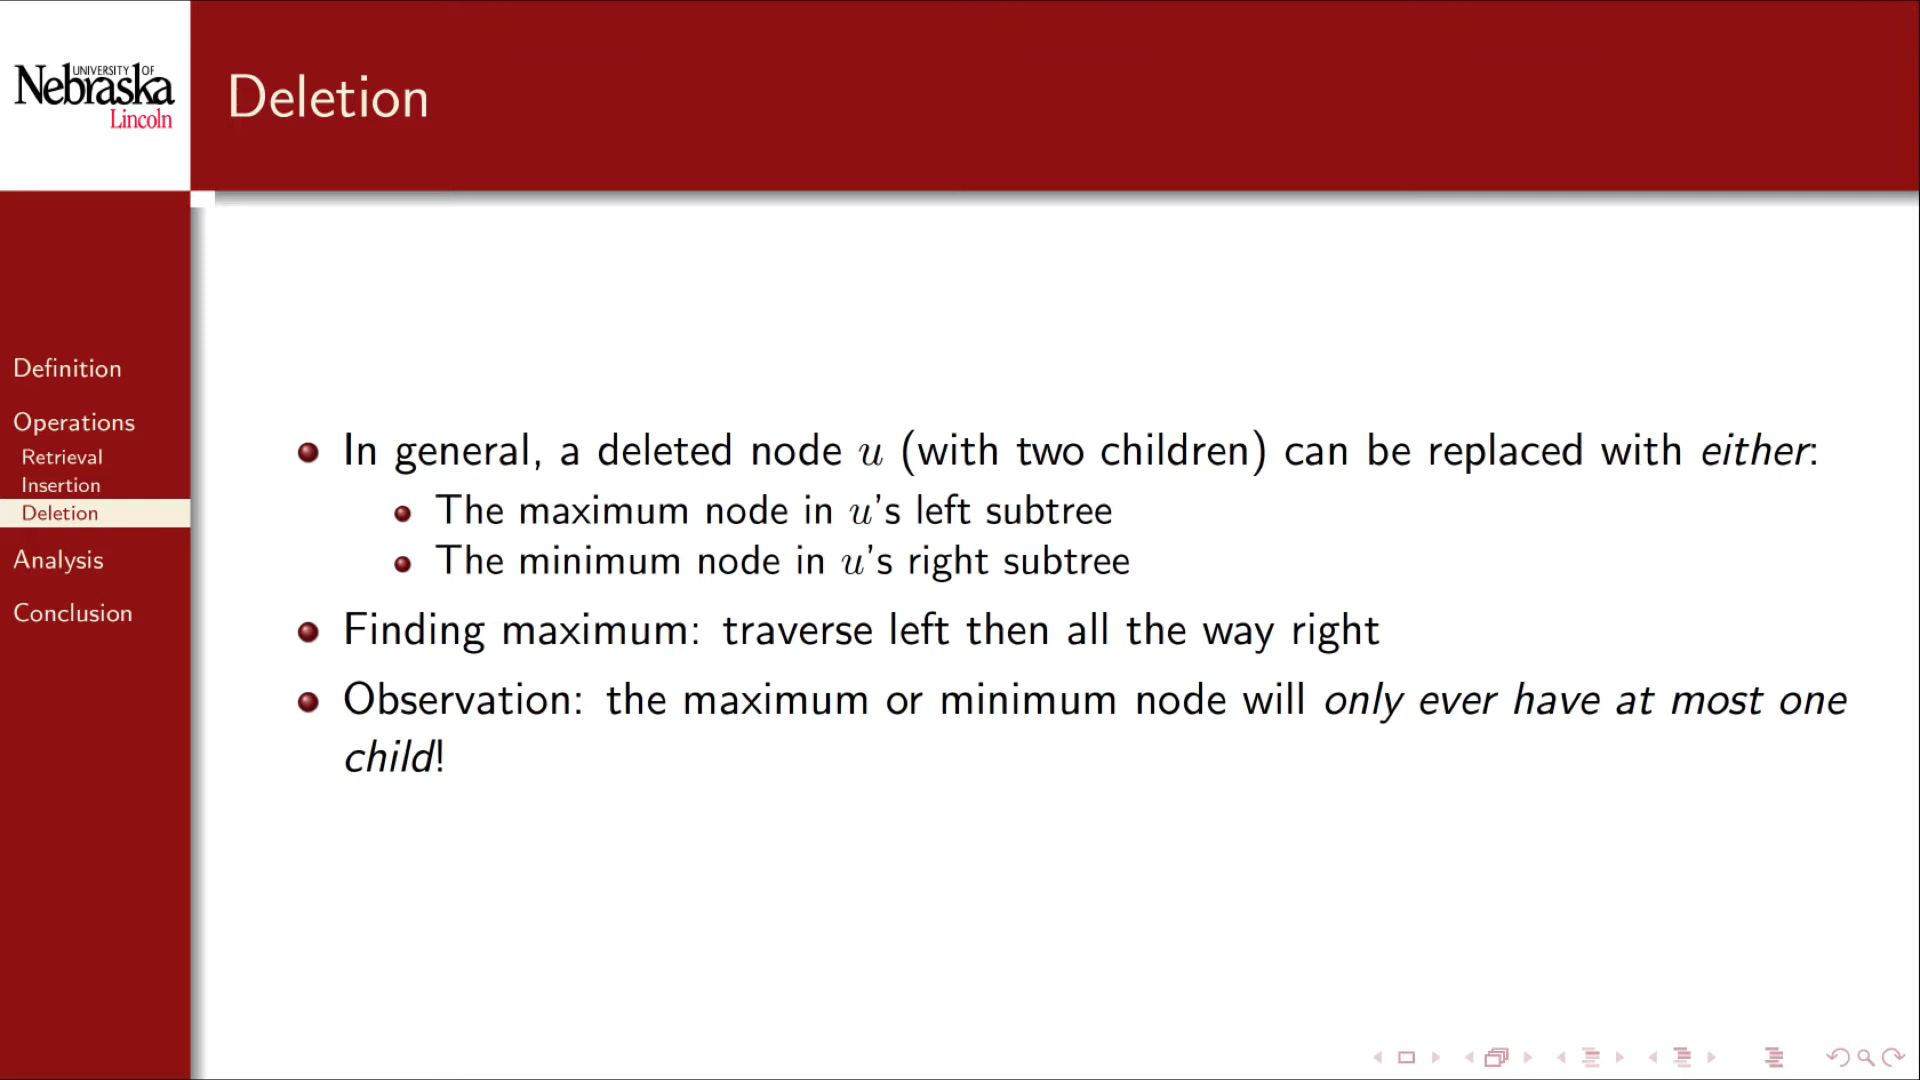 UNIVERSITY OF
Nebraska
Lincoln
Deletion
Definition
Operations
Retrieval
Insertion
Deletion
Analysis
Conclusion
In general, a deleted node u (with two children) can be replaced with either:
The maximum node in u's left subtree
The minimum node in u's right subtree
Finding maximum: traverse left then all the way right
Observation: the maximum or minimum node will only ever have at most one
child!